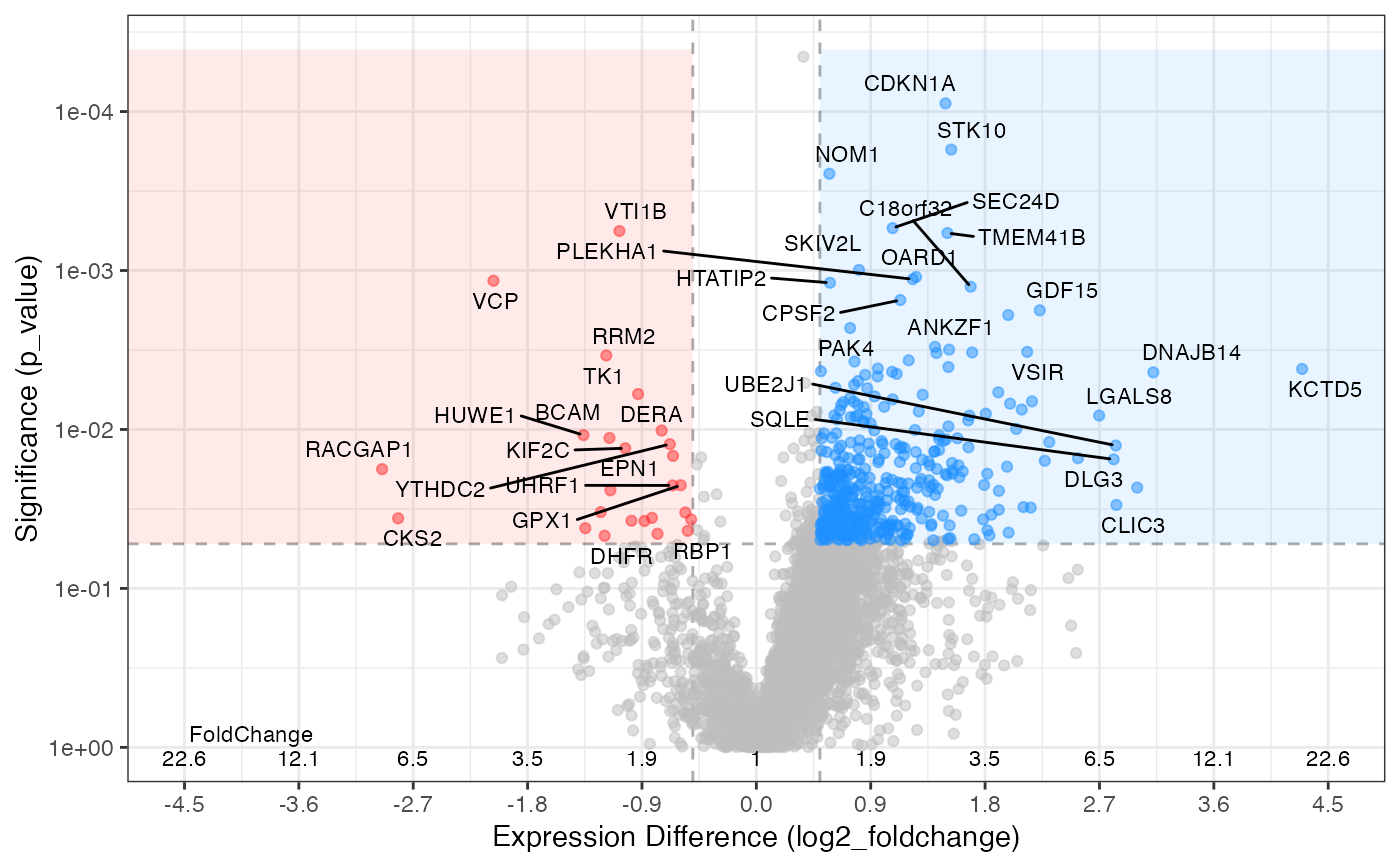 CDKN1A
1e-04
STK10
NOM1
VTI1B
C18orf32
SEC24D
TMEM41B
PLEKHA1
SKIV2L
OARD1
1e-03
HTATIP2
VCP
GDF15
CPSF2
RRM2
ANKZF1
PAK4
DNAJB14
TK1
UBE2J1
VSIR
KCTD5
LGALS8
HUWE1
BCAM
DERA
SQLE
1e-02
RACGAP1
KIF2C
EPN1
DLG3
YTHDC2
UHRF1
GPX1
CLIC3
CKS2
DHFR
RBP1
1e-01
FoldChange
1e+00
22.6 12.1 6.5 3.5 1.9 1 1.9 3.5 6.5 12.1 22.6
-4.5 -3.6 -2.7 -1.8 -0.9 0.0 0.9 1.8 2.7 3.6 4.5
Expression Difference (log2_foldchange)
Significance (p_value)